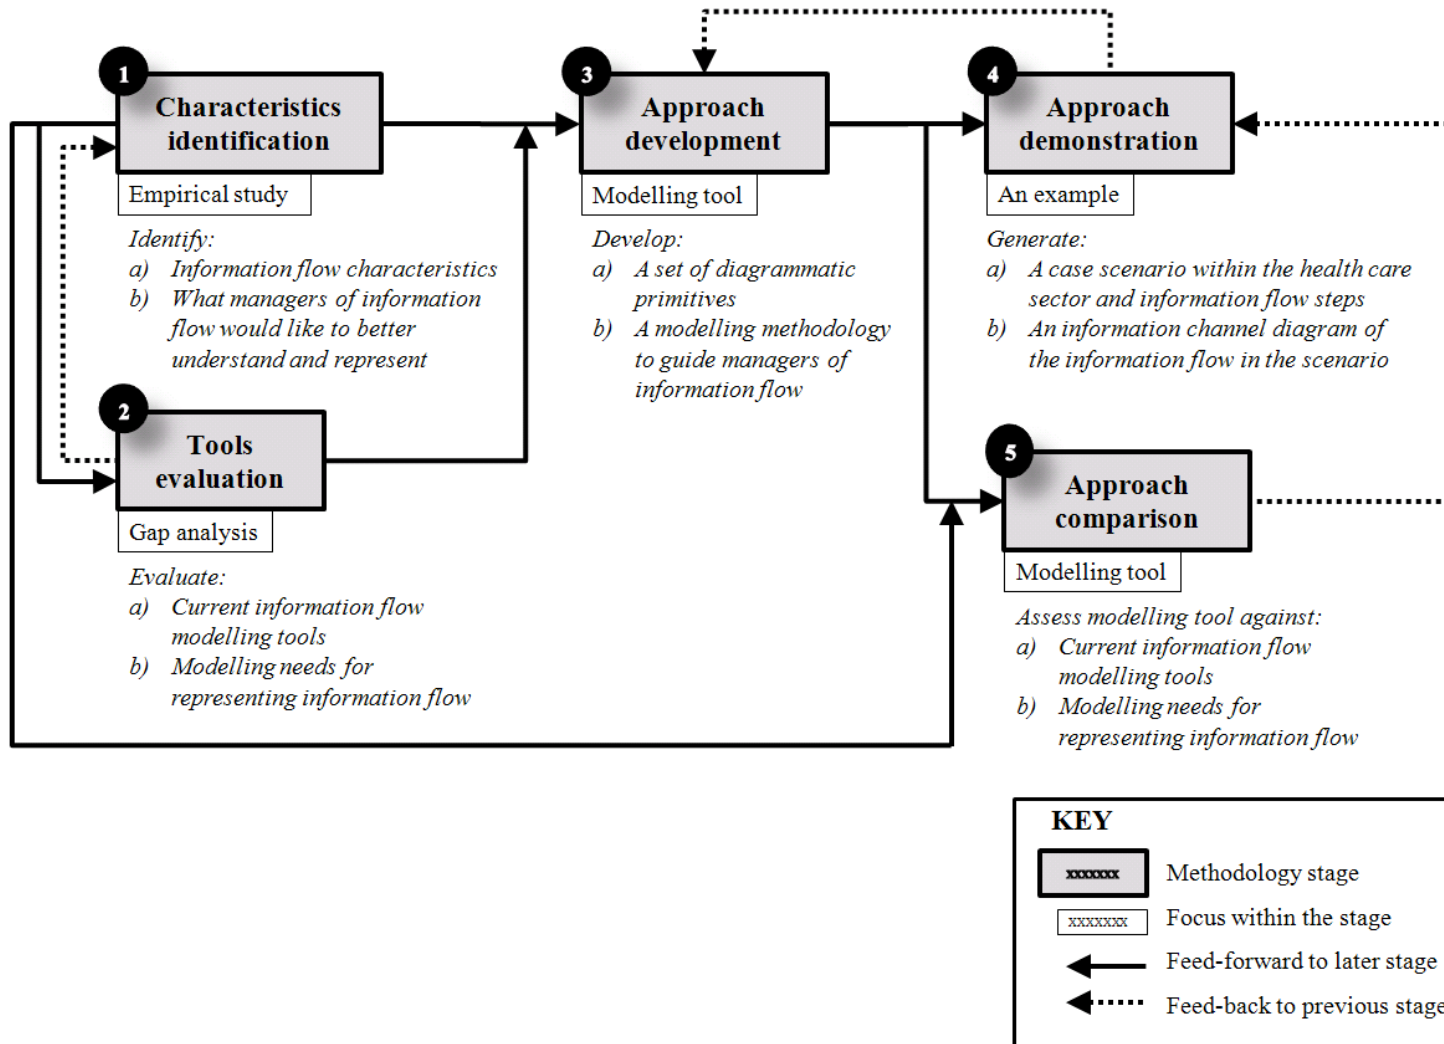 1
Characteristics
identification
Empirical study
Identify:
a) Information flow characteristics
b) What managers of information
flow would like to better
understand and represent
2
Tools
evaluation
Gap analysis
Evaluate:
a) Current information flow
modelling tools
b) Modelling needs for
representing information flow
3
Approach
development
Modelling tool
Develop:
a) A set of diagrammatic
primitives
b) A modelling methodology
to guide managers of
information flow
4
Approach
demonstration
An example
Generate:
a) A case scenario within the health care
sector and information flow steps
b) An information channel diagram of
the information flow in the scenario
5
Approach
comparison
Modelling tool
Assess modelling tool against:
a) Current information flow
modelling tools
b) Modelling needs for
representing information flow
KEY
xxxxxxx
Methodology stage
xxxxxxx
Focus within the stage
Feed-forward to later stage
Feed-back to previous stage